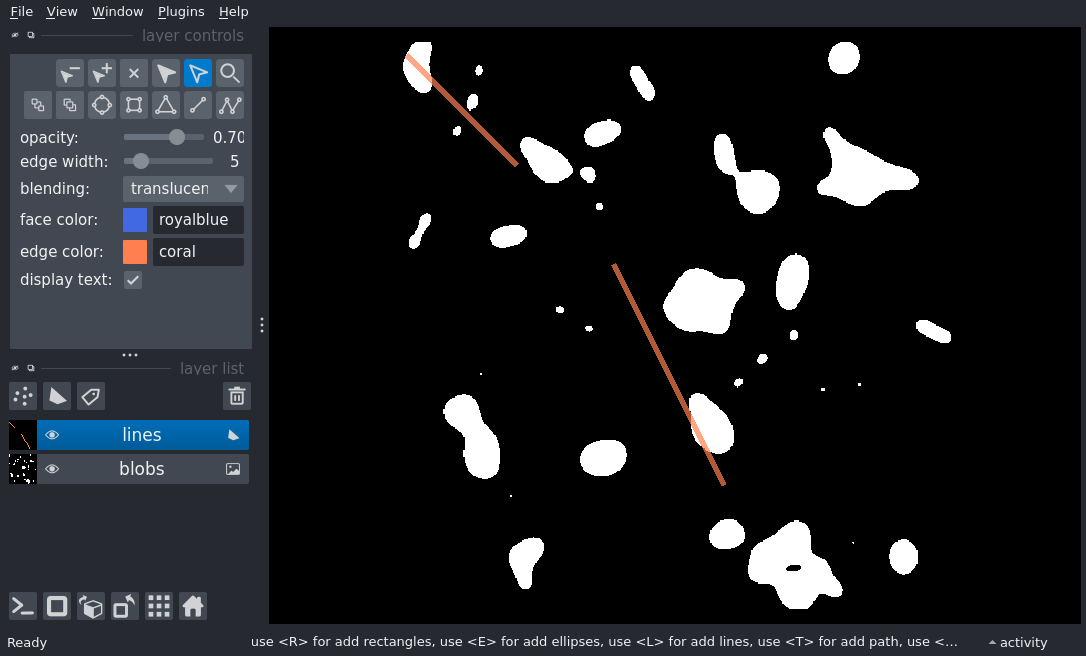 File View Window Plugins Help
layer controls
opacity: 0.70
edge width: 5
blending: translucen
face color: royalblue
edge color: coral
display text:
layer list
lines
blobs
Ready use <R> for add rectangles, use <E> for add ellipses, use <L> for add lines, use <T> for add path, use <... activity